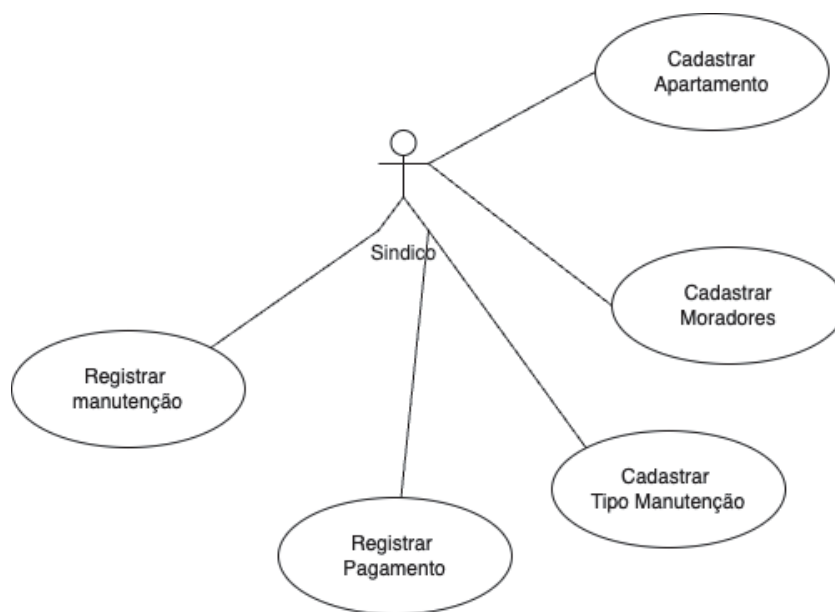 Cadastrar
Apartamento
Sindico
Cadastrar
Moradores
Registrar
manutenção
Cadastrar
Tipo Manutenção
Registrar
Pagamento